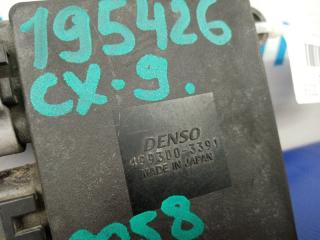 195426
CX-9.
DENSO
499300-3391
MADE IN JAPAN